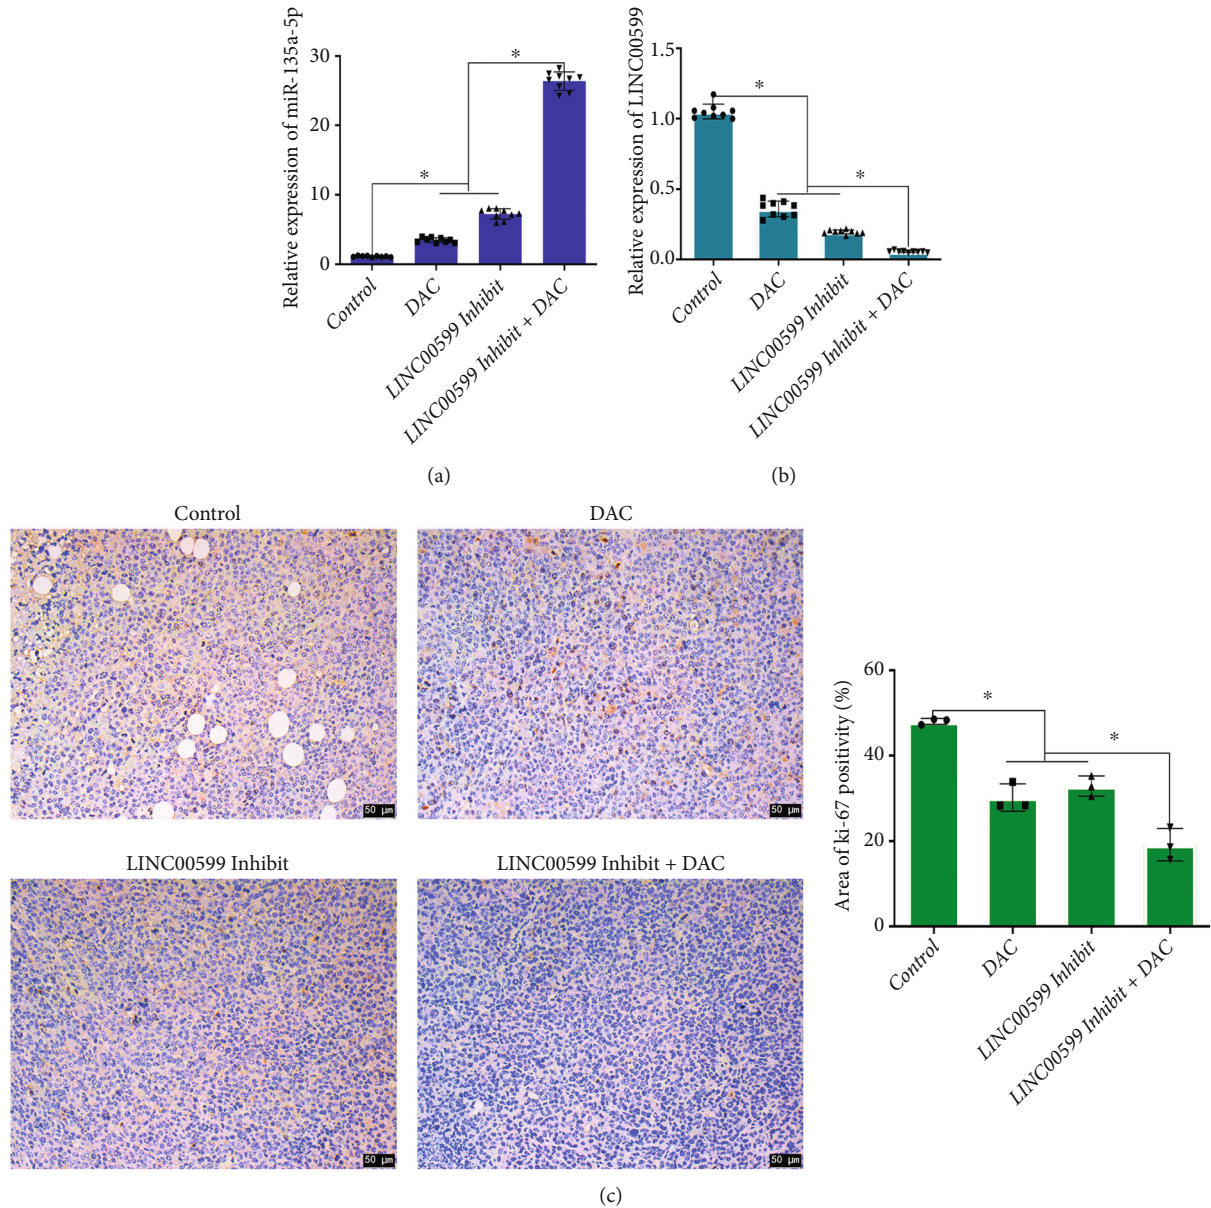 Relative expression of miR-135a-5p
30
20
10
0
*
*
Control
DAC
LINC00599 Inhibit
LINC00599 Inhibit + DAC
(a)
Relative expression of LINC00599
1.5
1.0
0.5
0.0
*
*
Control
DAC
LINC00599 Inhibit
LINC00599 Inhibit + DAC
(b)
Control
DAC
50 μm
50 μm
LINC00599 Inhibit
LINC00599 Inhibit + DAC
50 μm
50 μm
Area of ki-67 positivity (%)
60
40
20
0
*
*
Control
DAC
LINC00599 Inhibit
LINC00599 Inhibit + DAC
(c)